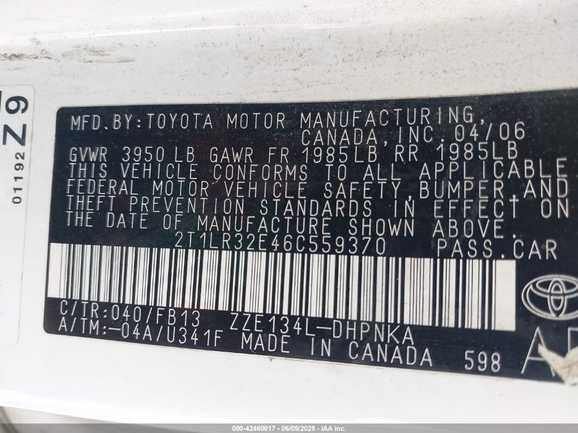 01192
Z9
MFD.BY:TOYOTA MOTOR MANUFACTURING,
CANADA,INC. 04/06
GVWR 3950 LB GAWR FR 1985LB RR 1985LB
THIS VEHICLE CONFORMS TO ALL APPLICABLE
FEDERAL MOTOR VEHICLE SAFETY, BUMPER,AND
THEFT PREVENTION STANDARDS IN EFFECT ON
THE DATE OF MANUFACTURE SHOWN ABOVE.
2T1LR32E46C559370 PASS.CAR
C/TR:040/FB13 ZZE134L-DHPNKA
A/TM:-04A/U341F MADE IN CANADA 598
000-42460017 - 06/05/2025 - IAA Inc.